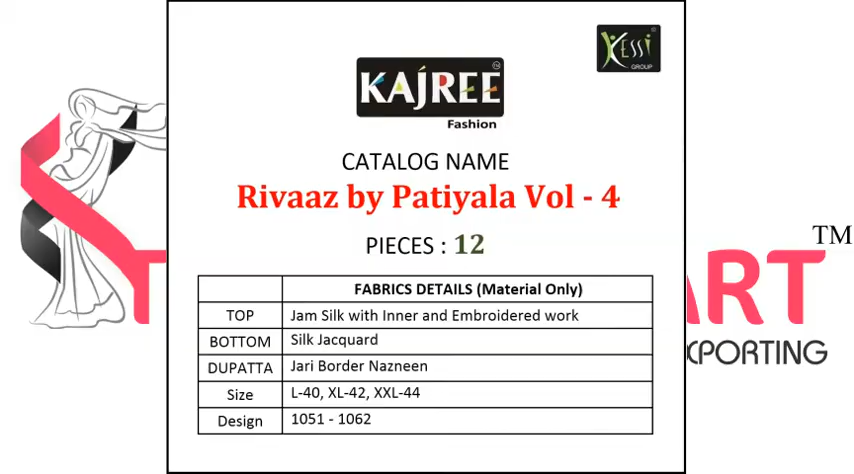 KESSI
GROUP
KAJREE
TM
Fashion
CATALOG NAME
Rivaaz by Patiyala Vol - 4
PIECES : 12
TM
FABRICS DETAILS (Material Only)
TOP Jam Silk with Inner and Embroidered work
BOTTOM Silk Jacquard
DUPATTA Jari Border Nazneen
Size L-40, XL-42, XXL-44
Design 1051 - 1062
ART
XPORTING